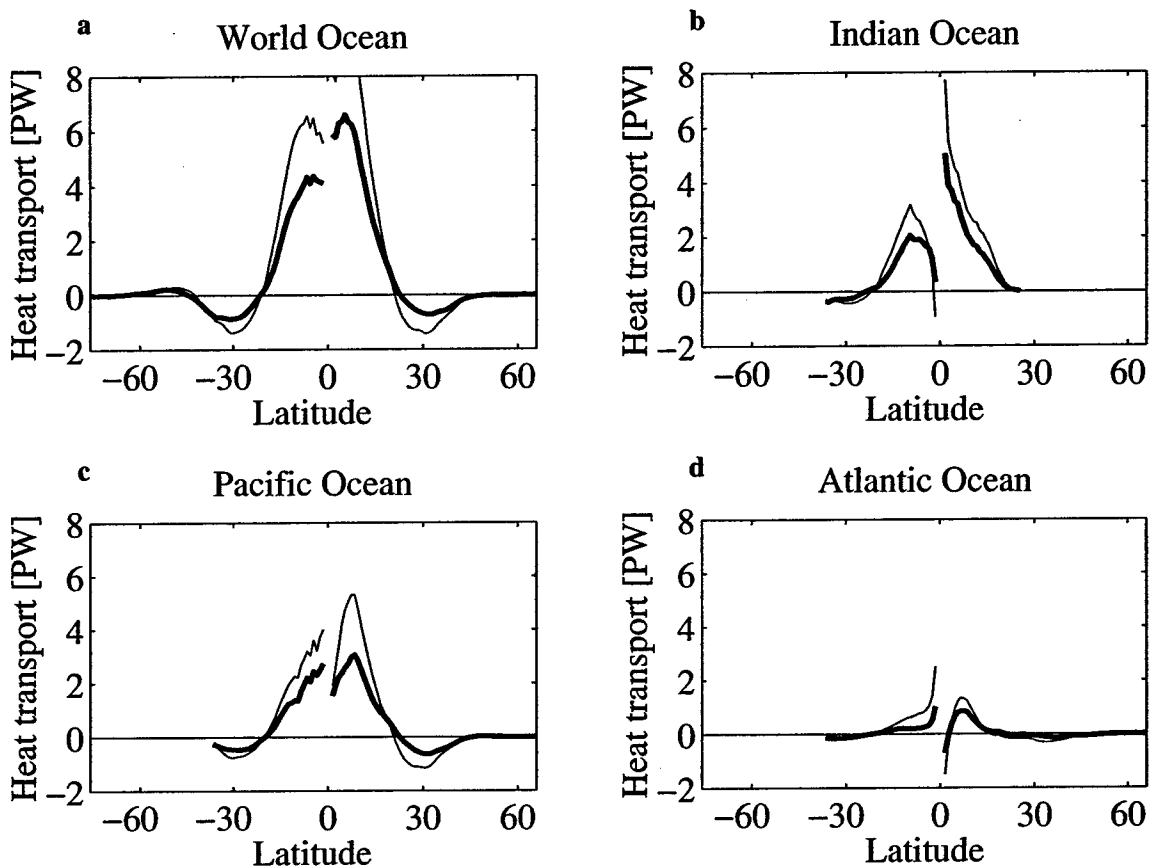 a
World Ocean
Heat transport [PW]
8
6
4
2
0
−2
−60
−30
0
30
60
Latitude
b
Indian Ocean
Heat transport [PW]
8
6
4
2
0
−2
−60
−30
0
30
60
Latitude
c
Pacific Ocean
Heat transport [PW]
8
6
4
2
0
−2
−60
−30
0
30
60
Latitude
d
Atlantic Ocean
Heat transport [PW]
8
6
4
2
0
−2
−60
−30
0
30
60
Latitude